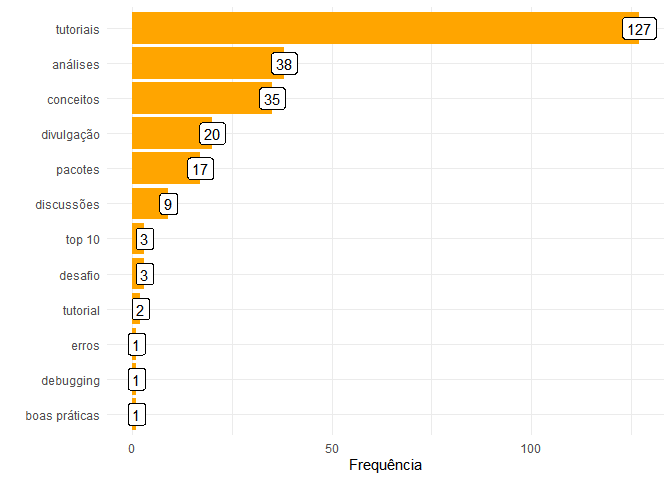 tutoriais 127
análises 38
conceitos 35
divulgação 20
pacotes 17
discussões 9
top 10 3
desafio 3
tutorial 2
erros 1
debugging 1
boas práticas 1
0 50 100
Frequência